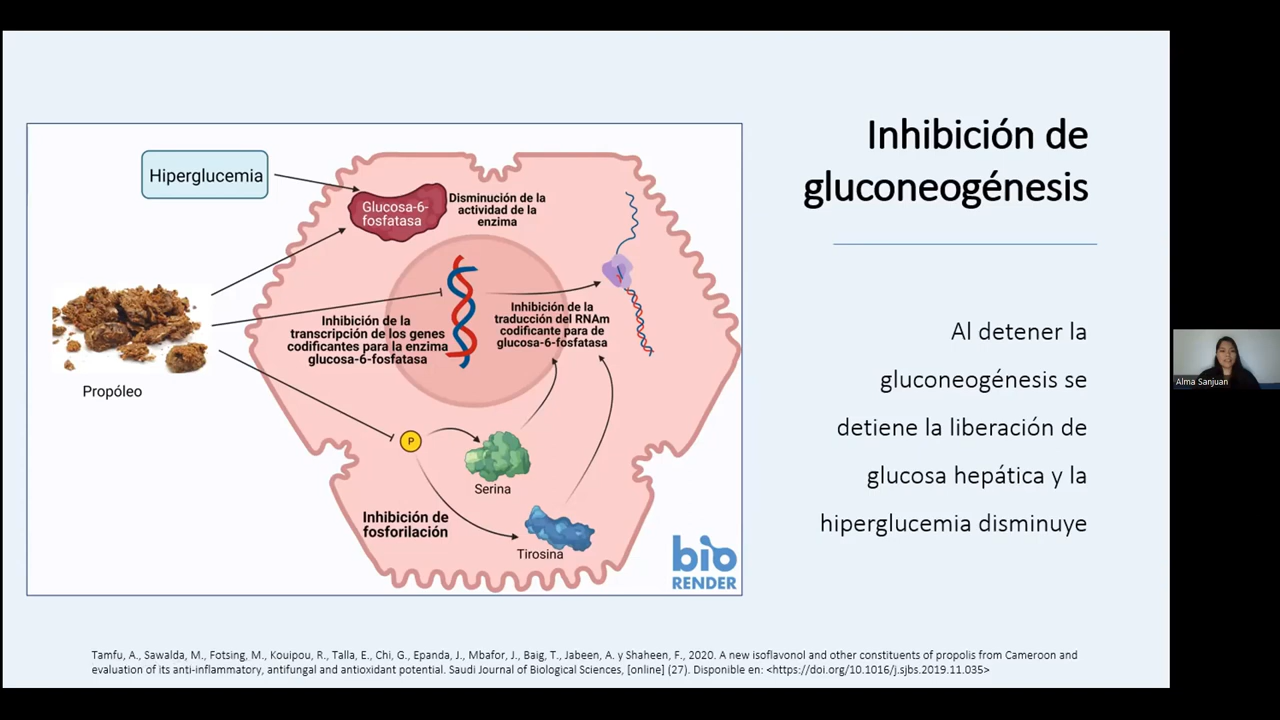 Inhibición de
gluconeogénesis
Hiperglucemia
Glucosa-6-
fosfatasa
Disminución de la
actividad de la
enzima
Inhibición de la
transcripción de los genes
codificantes para la enzima
glucosa-6-fosfatasa
Inhibición de la
traducción del RNAm
codificante para de
glucosa-6-fosfatasa
Propóleo
P
Serina
Inhibición de
fosforilación
Tirosina
bio
RENDER
Al detener la
gluconeogénesis se
detiene la liberación de
glucosa hepática y la
hiperglucemia disminuye
Alma Sanjuan
Tamfu, A., Sawalda, M., Fotsing, M., Kouipou, R., Talla, E., Chi, G., Epanda, J., Mbafor, J., Baig, T., Jabeen, A. y Shaheen, F., 2020. A new isoflavonol and other constituents of propolis from Cameroon and
evaluation of its anti-inflammatory, antifungal and antioxidant potential. Saudi Journal of Biological Sciences, [online] (27). Disponible en: <https://doi.org/10.1016/j.sjbs.2019.11.035>